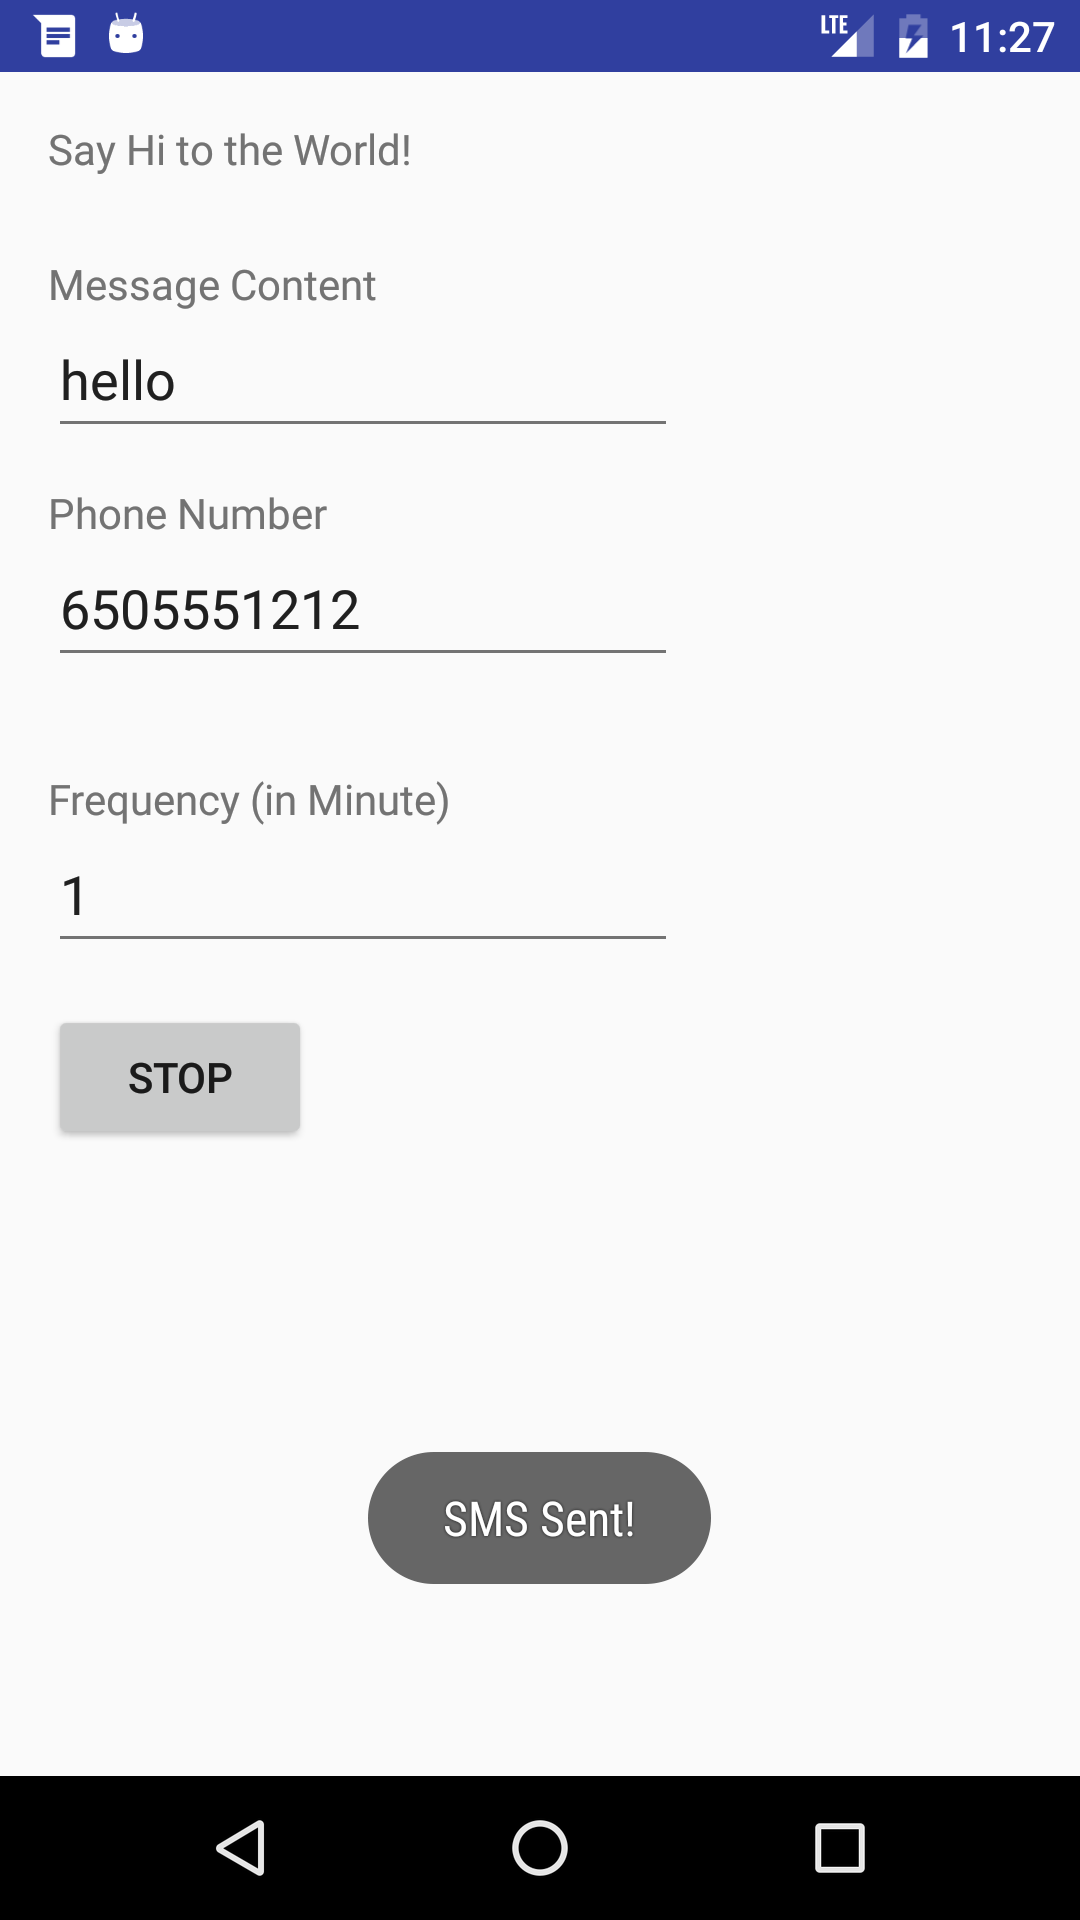 LTE 11:27
Say Hi to the World!
Message Content
hello
Phone Number
6505551212
Frequency (in Minute)
1
STOP
SMS Sent!